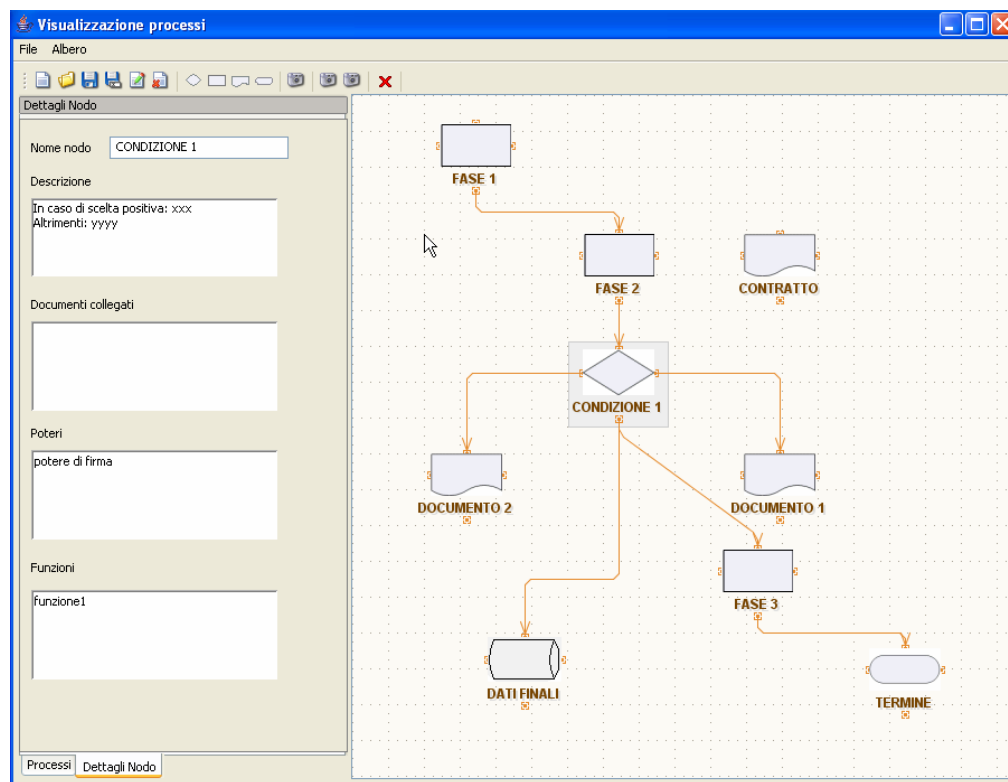 Visualizzazione processi
File Albero
Dettagli Nodo
Nome nodo CONDIZIONE 1
Descrizione
In caso di scelta positiva: xxx
Altrimenti: yyyy
Documenti collegati
Poteri
potere di firma
Funzioni
funzione1
Processi Dettagli Nodo
FASE 1
FASE 2
CONTRATTO
CONDIZIONE 1
DOCUMENTO 2
DOCUMENTO 1
FASE 3
DATI FINALI
TERMINE